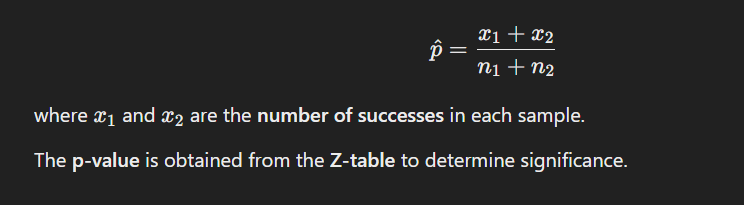 p̂ = (x₁ + x₂) / (n₁ + n₂)
where x₁ and x₂ are the number of successes in each sample.
The p-value is obtained from the Z-table to determine significance.